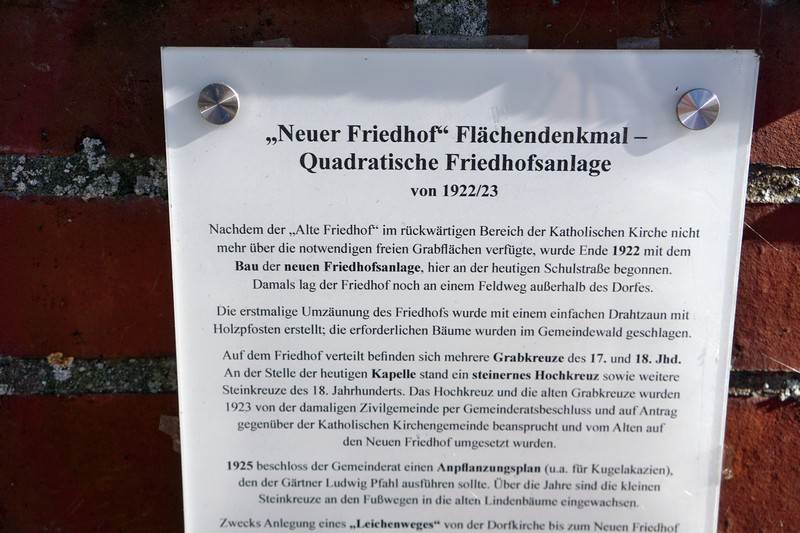 „Neuer Friedhof“ Flächendenkmal –
Quadratische Friedhofsanlage
von 1922/23
Nachdem der „Alte Friedhof“ im rückwärtigen Bereich der Katholischen Kirche nicht
mehr über die notwendigen freien Grabflächen verfügte, wurde Ende 1922 mit dem
Bau der neuen Friedhofsanlage, hier an der heutigen Schulstraße begonnen.
Damals lag der Friedhof noch an einem Feldweg außerhalb des Dorfes.
Die erstmalige Umzäunung des Friedhofs wurde mit einem einfachen Drahtzaun mit
Holzpfosten erstellt; die erforderlichen Bäume wurden im Gemeindewald geschlagen.
Auf dem Friedhof verteilt befinden sich mehrere Grabkreuze des 17. und 18. Jhd.
An der Stelle der heutigen Kapelle stand ein steinernes Hochkreuz sowie weitere
Steinkreuze des 18. Jahrhunderts. Das Hochkreuz und die alten Grabkreuze wurden
1923 von der damaligen Zivilgemeinde per Gemeinderatsbeschluss und auf Antrag
gegenüber der Katholischen Kirchengemeinde beansprucht und vom Alten auf
den Neuen Friedhof umgesetzt wurden.
1925 beschloss der Gemeinderat einen Anpflanzungsplan (u.a. für Kugelakazien),
den der Gärtner Ludwig Pfahl ausführen sollte. Über die Jahre sind die kleinen
Steinkreuze an den Fußwegen in die alten Lindenbäume eingewachsen.
Zwecks Anlegung eines „Leichenweges“ von der Dorfkirche bis zum Neuen Friedhof